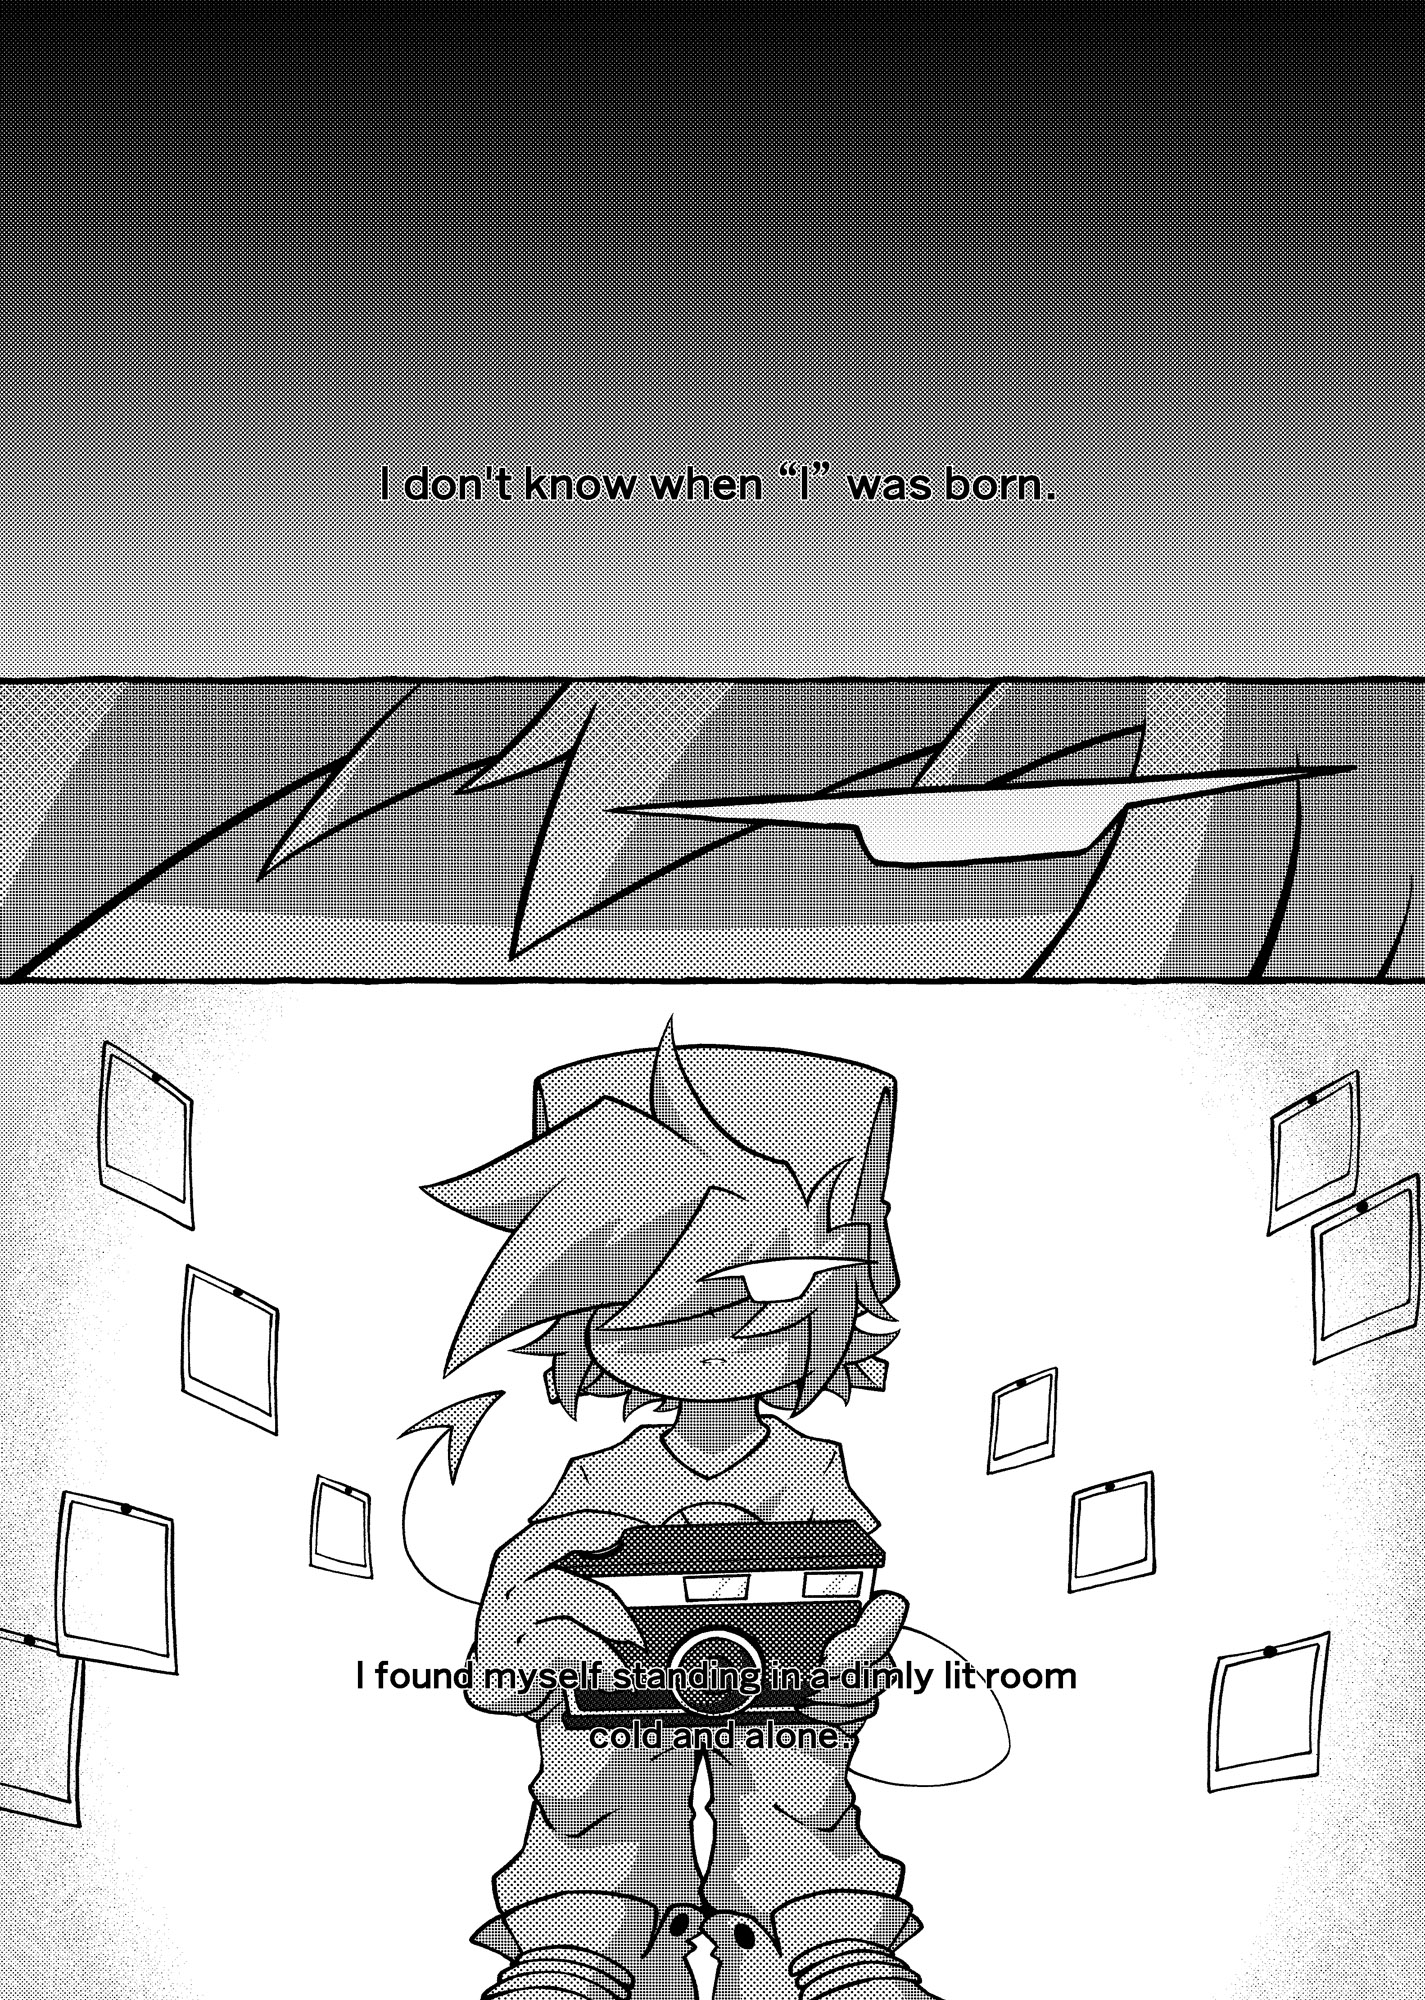 I don't know when “I” was born.
I found myself standing in a dimly lit room
cold and alone.